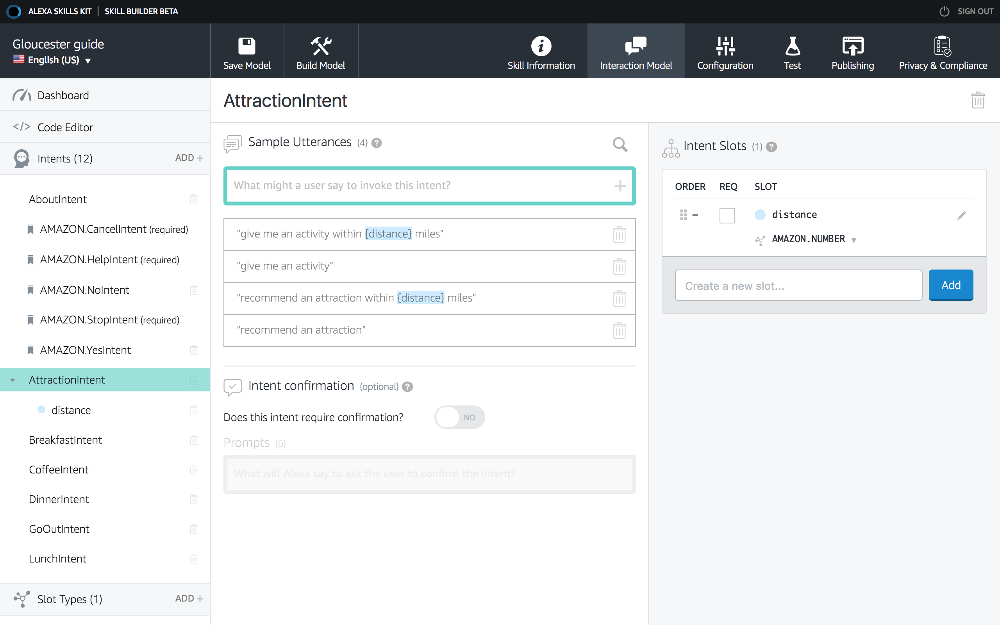 ALEXA SKILLS KIT | SKILL BUILDER BETA
SIGN OUT
Gloucester guide
English (US)
Save Model
Build Model
Skill Information
Interaction Model
Configuration
Test
Publishing
Privacy & Compliance
Dashboard
</> Code Editor
Intents (12)
ADD +
AboutIntent
AMAZON.CancelIntent (required)
AMAZON.HelpIntent (required)
AMAZON.NoIntent
AMAZON.StopIntent (required)
AMAZON.YesIntent
AttractionIntent
distance
BreakfastIntent
CoffeeIntent
DinnerIntent
GoOutIntent
LunchIntent
Slot Types (1)
ADD +
AttractionIntent
Sample Utterances (4) ?
What might a user say to invoke this intent? +
“give me an activity within {distance} miles”
“give me an activity”
“recommend an attraction within {distance} miles”
“recommend an attraction”
Intent confirmation (optional) ?
Does this intent require confirmation?
NO
Prompts (0)
What will Alexa say to ask the user to confirm the intent? +
Intent Slots (1) ?
ORDER REQ SLOT
– distance
AMAZON.NUMBER
Create a new slot...
Add